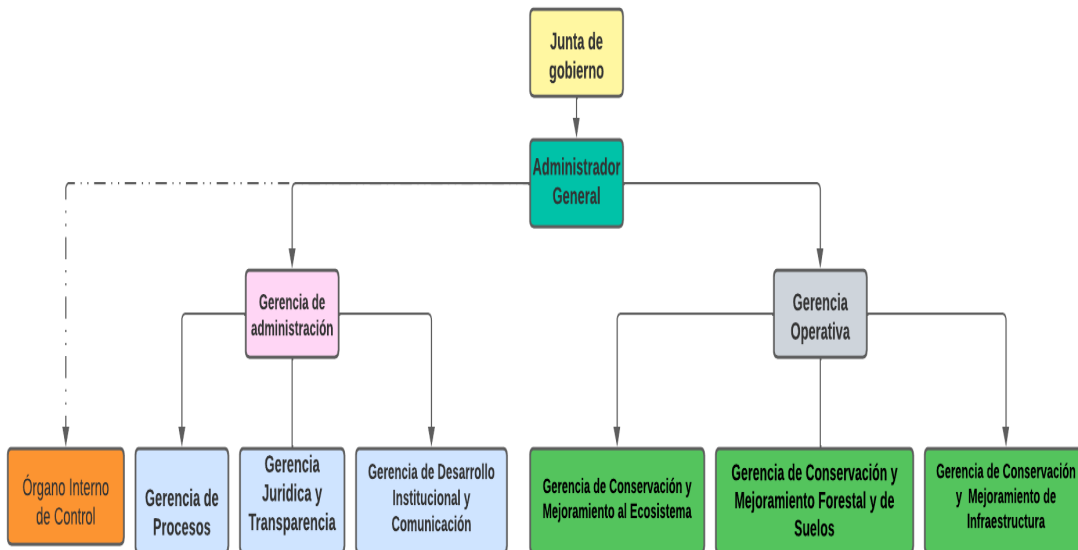 Junta de
gobierno
Administrador
General
Gerencia de
administración
Gerencia
Operativa
Órgano Interno
de Control
Gerencia de
Procesos
Gerencia
Juridica y
Transparencia
Gerencia de Desarrollo
Institucional y
Comunicación
Gerencia de Conservación y
Mejoramiento al Ecosistema
Gerencia de Conservación y
Mejoramiento Forestal y de
Suelos
Gerencia de Conservación
y Mejoramiento de
Infraestructura